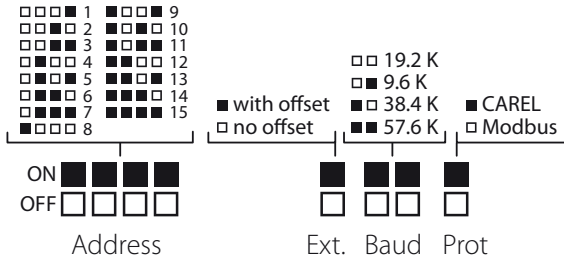 1 9
2 10
3 11
4 12
5 13
6 14
7 15
8
19.2 K
9.6 K
with offset 38.4 K CAREL
no offset 57.6 K Modbus
ON
OFF
Address Ext. Baud Prot